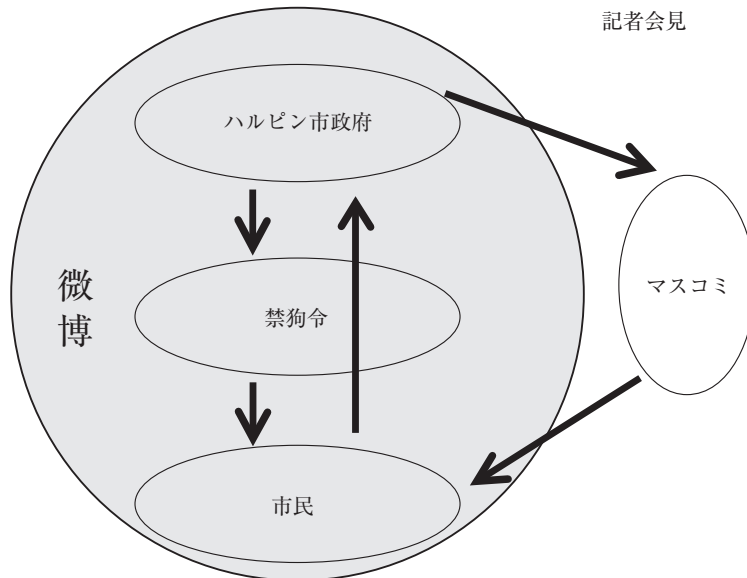 記者会見
ハルピン市政府
微博
マスコミ
禁狗令
市民